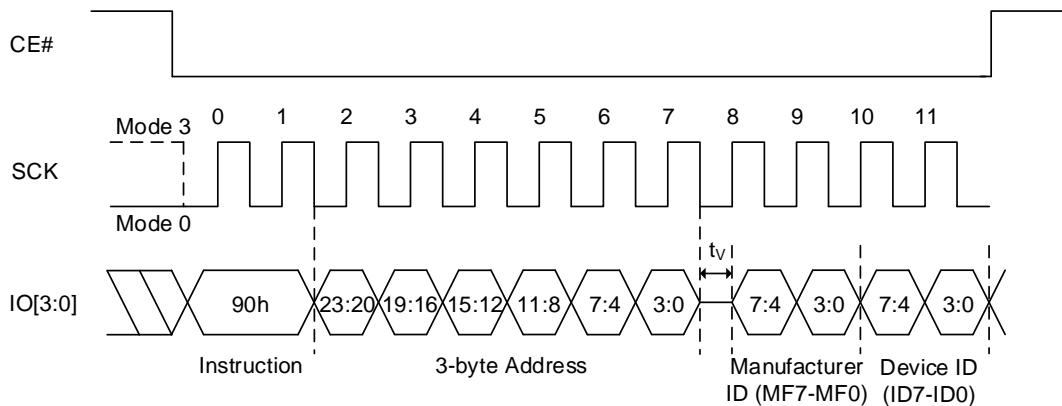 CE#
0 1 2 3 4 5 6 7 8 9 10 11
Mode 3
SCK
Mode 0
tV
IO[3:0] 90h 23:20 19:16 15:12 11:8 7:4 3:0 7:4 3:0 7:4 3:0
Instruction 3-byte Address Manufacturer Device ID
ID (MF7-MF0) (ID7-ID0)